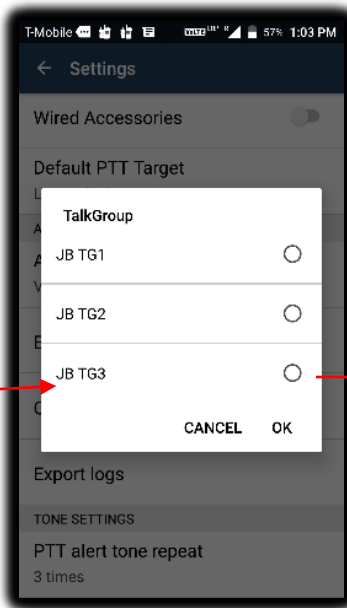 T-Mobile 57% 1:03 PM
Settings
Wired Accessories
Default PTT Target
TalkGroup
JB TG1
JB TG2
JB TG3
CANCEL OK
Export logs
TONE SETTINGS
PTT alert tone repeat
3 times